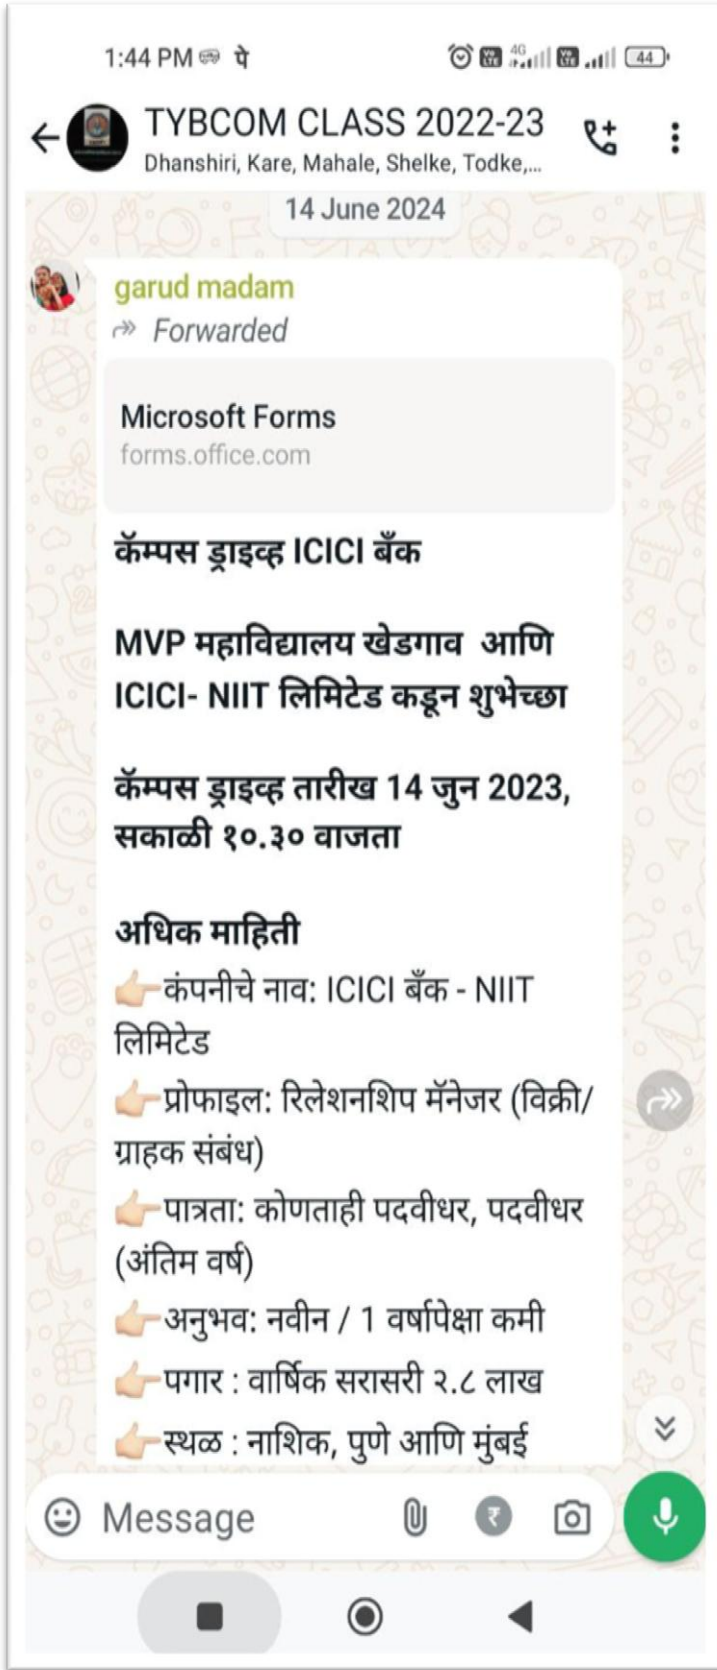 1:44 PM पे 4G 44
TYBCOM CLASS 2022-23
Dhanshiri, Kare, Mahale, Shelke, Todke,...
14 June 2024
garud madam
Forwarded
Microsoft Forms
forms.office.com
कॅम्पस ड्राइव्ह ICICI बँक
MVP महाविद्यालय खेडगाव आणि
ICICI- NIIT लिमिटेड कडून शुभेच्छा
कॅम्पस ड्राइव्ह तारीख 14 जुन 2023,
सकाळी १०.३० वाजता
अधिक माहिती
👉🏻कंपनीचे नाव: ICICI बँक - NIIT
लिमिटेड
👉🏻प्रोफाइल: रिलेशनशिप मॅनेजर (विक्री/
ग्राहक संबंध)
👉🏻पात्रता: कोणताही पदवीधर, पदवीधर
(अंतिम वर्ष)
👉🏻अनुभव: नवीन / 1 वर्षापेक्षा कमी
👉🏻पगार : वार्षिक सरासरी २.८ लाख
👉🏻स्थळ : नाशिक, पुणे आणि मुंबई
Message ₹